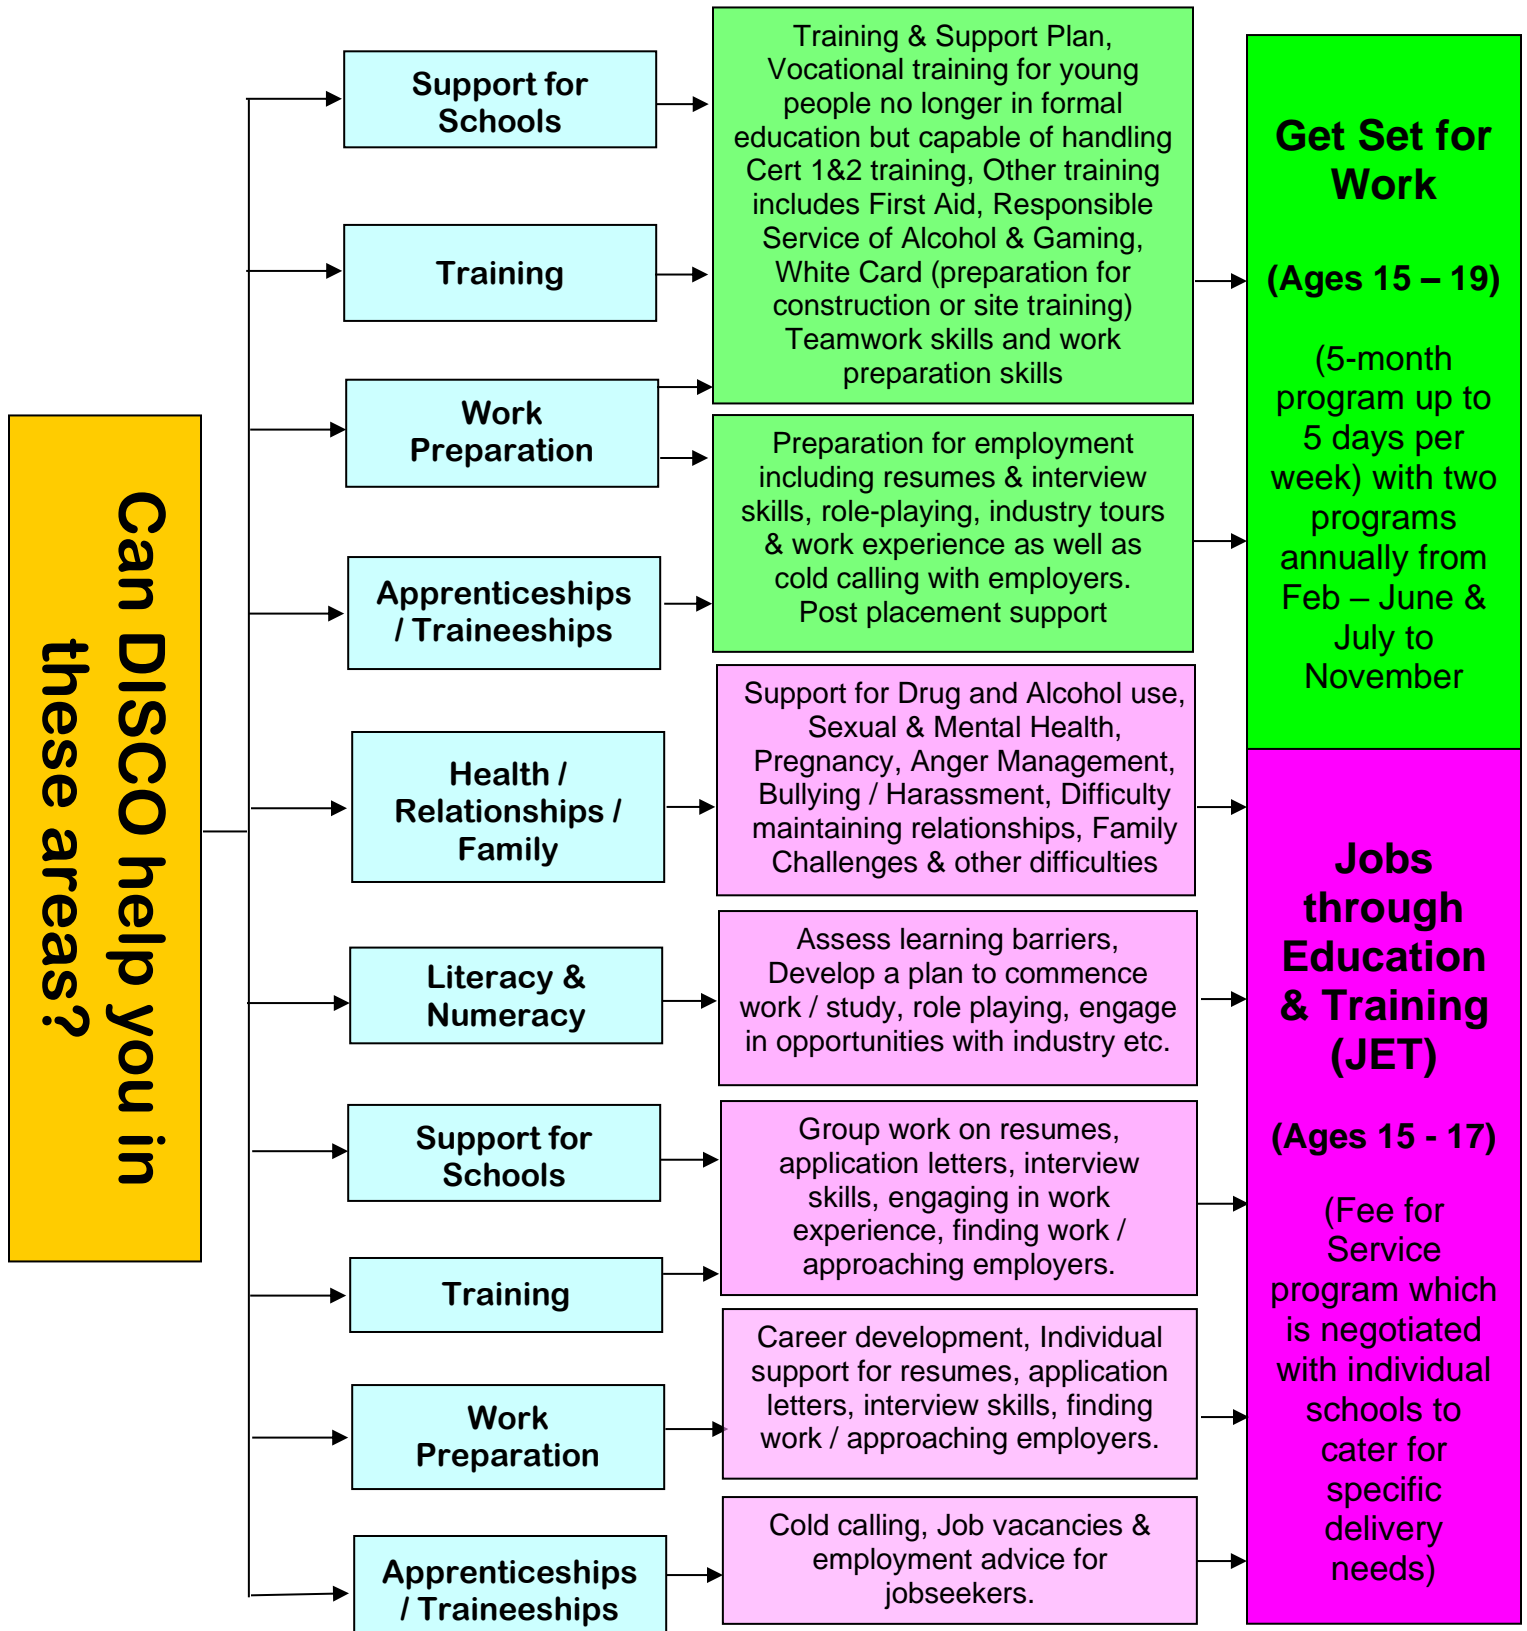 Can DISCO help you in
these areas?
Support for
Schools
Training
Work
Preparation
Apprenticeships
/ Traineeships
Health /
Relationships /
Family
Literacy &
Numeracy
Support for
Schools
Training
Work
Preparation
Apprenticeships
/ Traineeships
Training & Support Plan,
Vocational training for young
people no longer in formal
education but capable of handling
Cert 1&2 training, Other training
includes First Aid, Responsible
Service of Alcohol & Gaming,
White Card (preparation for
construction or site training)
Teamwork skills and work
preparation skills
Preparation for employment
including resumes & interview
skills, role-playing, industry tours
& work experience as well as
cold calling with employers.
Post placement support
Support for Drug and Alcohol use,
Sexual & Mental Health,
Pregnancy, Anger Management,
Bullying / Harassment, Difficulty
maintaining relationships, Family
Challenges & other difficulties
Assess learning barriers,
Develop a plan to commence
work / study, role playing, engage
in opportunities with industry etc.
Group work on resumes,
application letters, interview
skills, engaging in work
experience, finding work /
approaching employers.
Career development, Individual
support for resumes, application
letters, interview skills, finding
work / approaching employers.
Cold calling, Job vacancies &
employment advice for
jobseekers.
Get Set for
Work
(Ages 15 – 19)
(5-month
program up to
5 days per
week) with two
programs
annually from
Feb – June &
July to
November
Jobs
through
Education
& Training
(JET)
(Ages 15 - 17)
(Fee for
Service
program which
is negotiated
with individual
schools to
cater for
specific
delivery
needs)